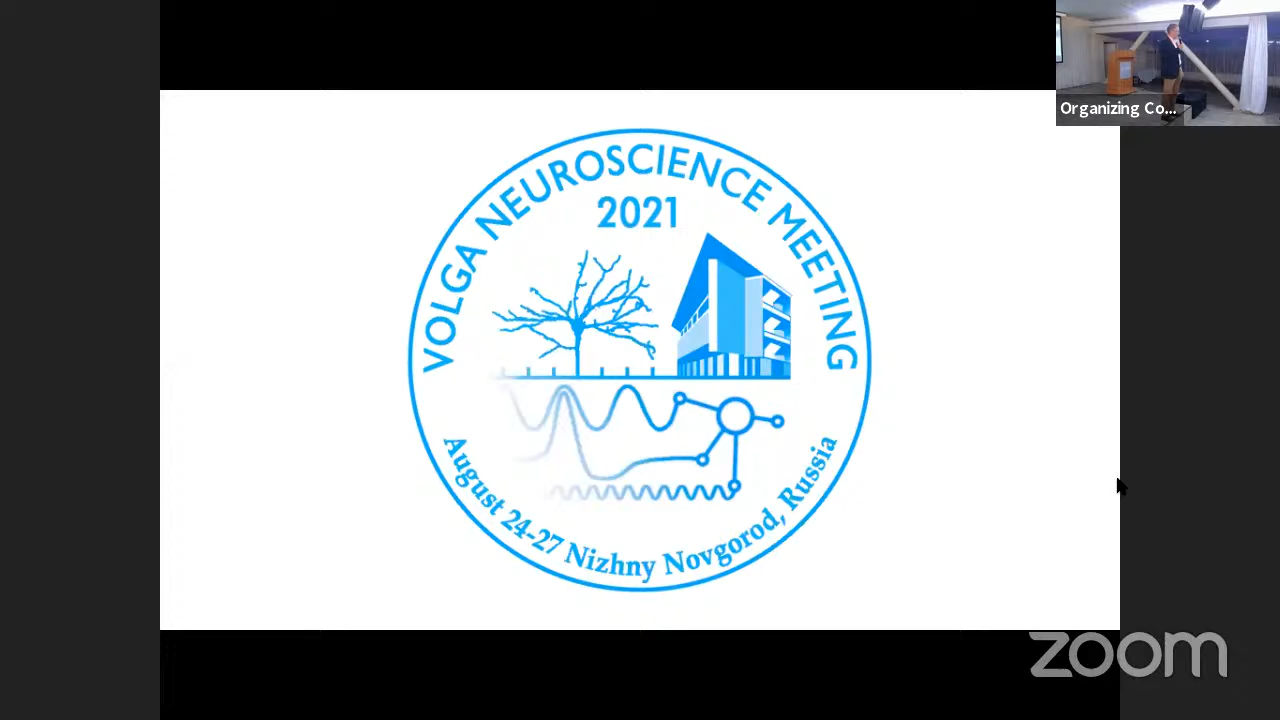 Organizing Co...
VOLGA NEUROSCIENCE MEETING
2021
August 24-27 Nizhny Novgorod, Russia
zoom